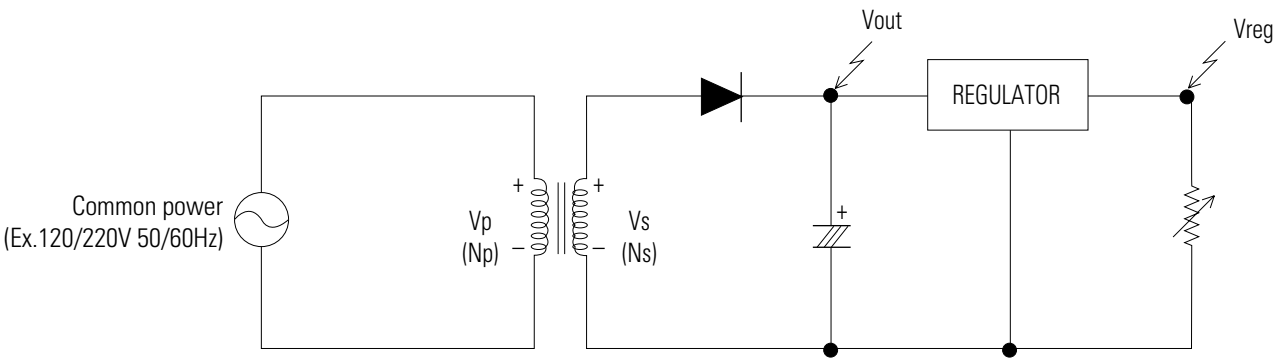 Vout
Vreg
REGULATOR
Common power
(Ex.120/220V 50/60Hz)
+
Vp
(Np)
−
+
Vs
(Ns)
−
+